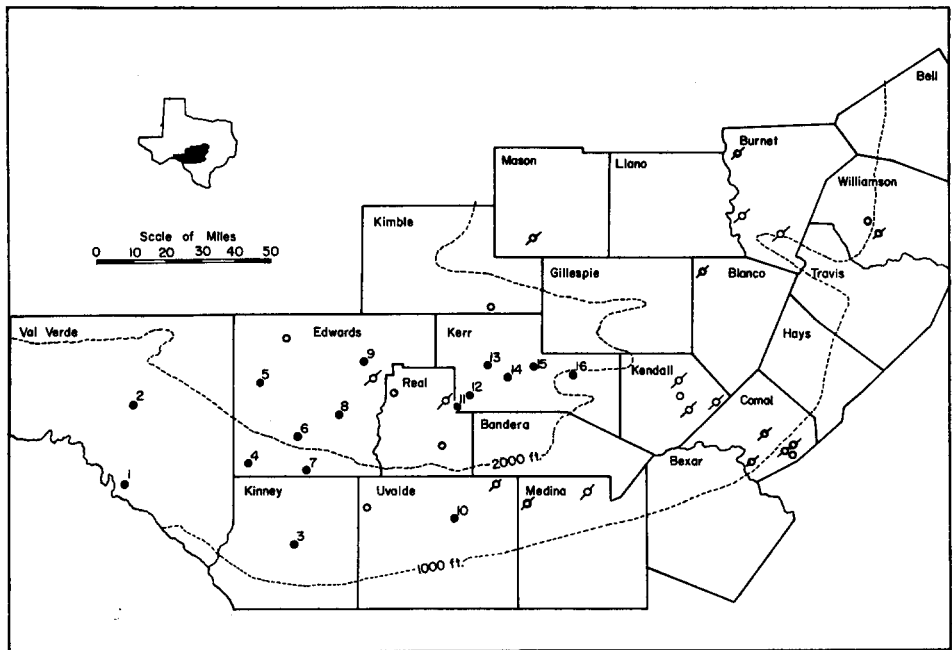 Bell
Burnet
Mason
Llano
Williamson
Kimble
Scale of Miles
0 10 20 30 40 50
Gillespie
Blanco
Travis
Val Verde
Edwards
Kerr
Hays
9
13
15
16
14
5
Real
12
Kendall
2
8
11
Comal
Bandera
6
4
7
2000 ft.
Bexar
1
Kinney
Uvalde
Medina
10
3
1000 ft.